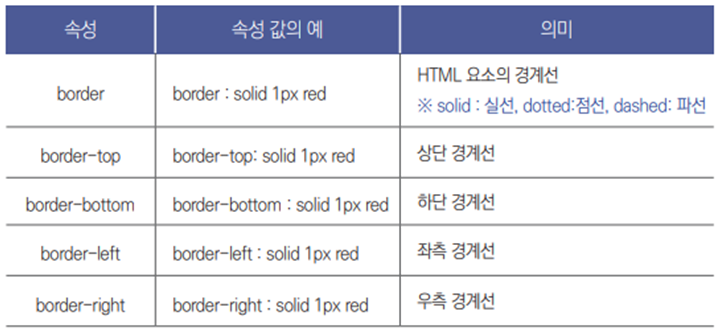 속성 속성 값의 예 의미
border border : solid 1px red HTML 요소의 경계선
※ solid : 실선, dotted:점선, dashed: 파선
border-top border-top: solid 1px red 상단 경계선
border-bottom border-bottom : solid 1px red 하단 경계선
border-left border-left : solid 1px red 좌측 경계선
border-right border-right : solid 1px red 우측 경계선